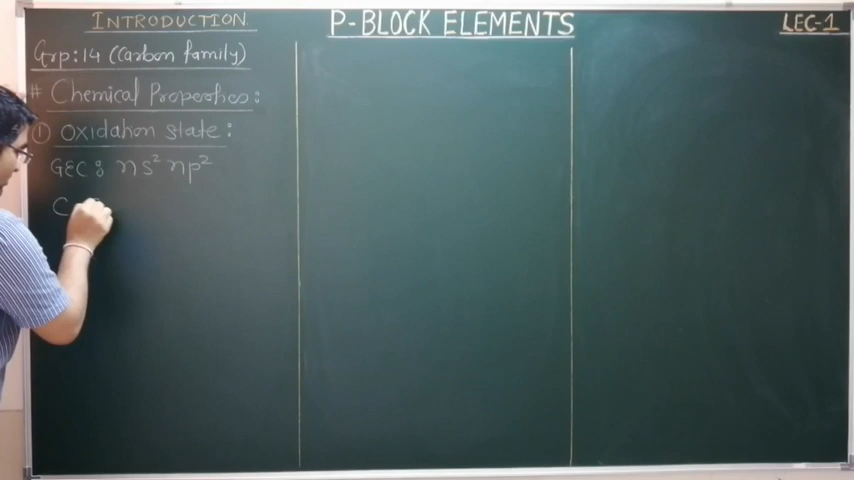 INTRODUCTION
P-BLOCK ELEMENTS
LEC-1
Grp:14 (Carbon family)
# Chemical Properties:
① Oxidation state:
GEC: ns² np²
C